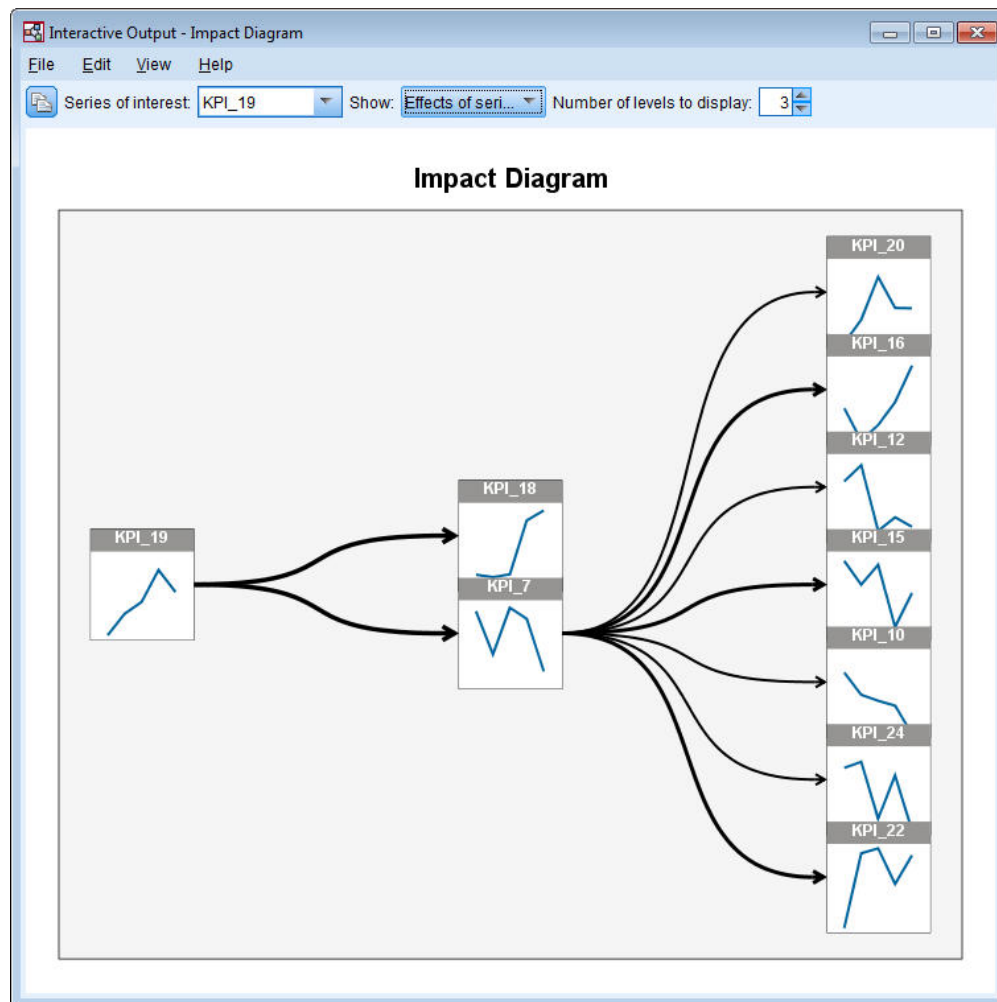 Interactive Output - Impact Diagram
File Edit View Help
Series of interest: KPI_19 Show: Effects of seri... Number of levels to display: 3
Impact Diagram
KPI_20
KPI_16
KPI_12
KPI_18
KPI_19
KPI_15
KPI_7
KPI_10
KPI_24
KPI_22